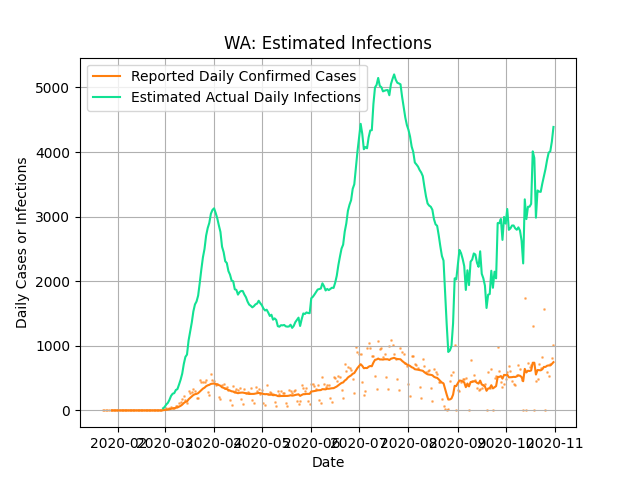 WA: Estimated Infections
Reported Daily Confirmed Cases
Estimated Actual Daily Infections
Daily Cases or Infections
5000
4000
3000
2000
1000
0
2020-02 2020-03 2020-04 2020-05 2020-06 2020-07 2020-08 2020-09 2020-10 2020-11
Date